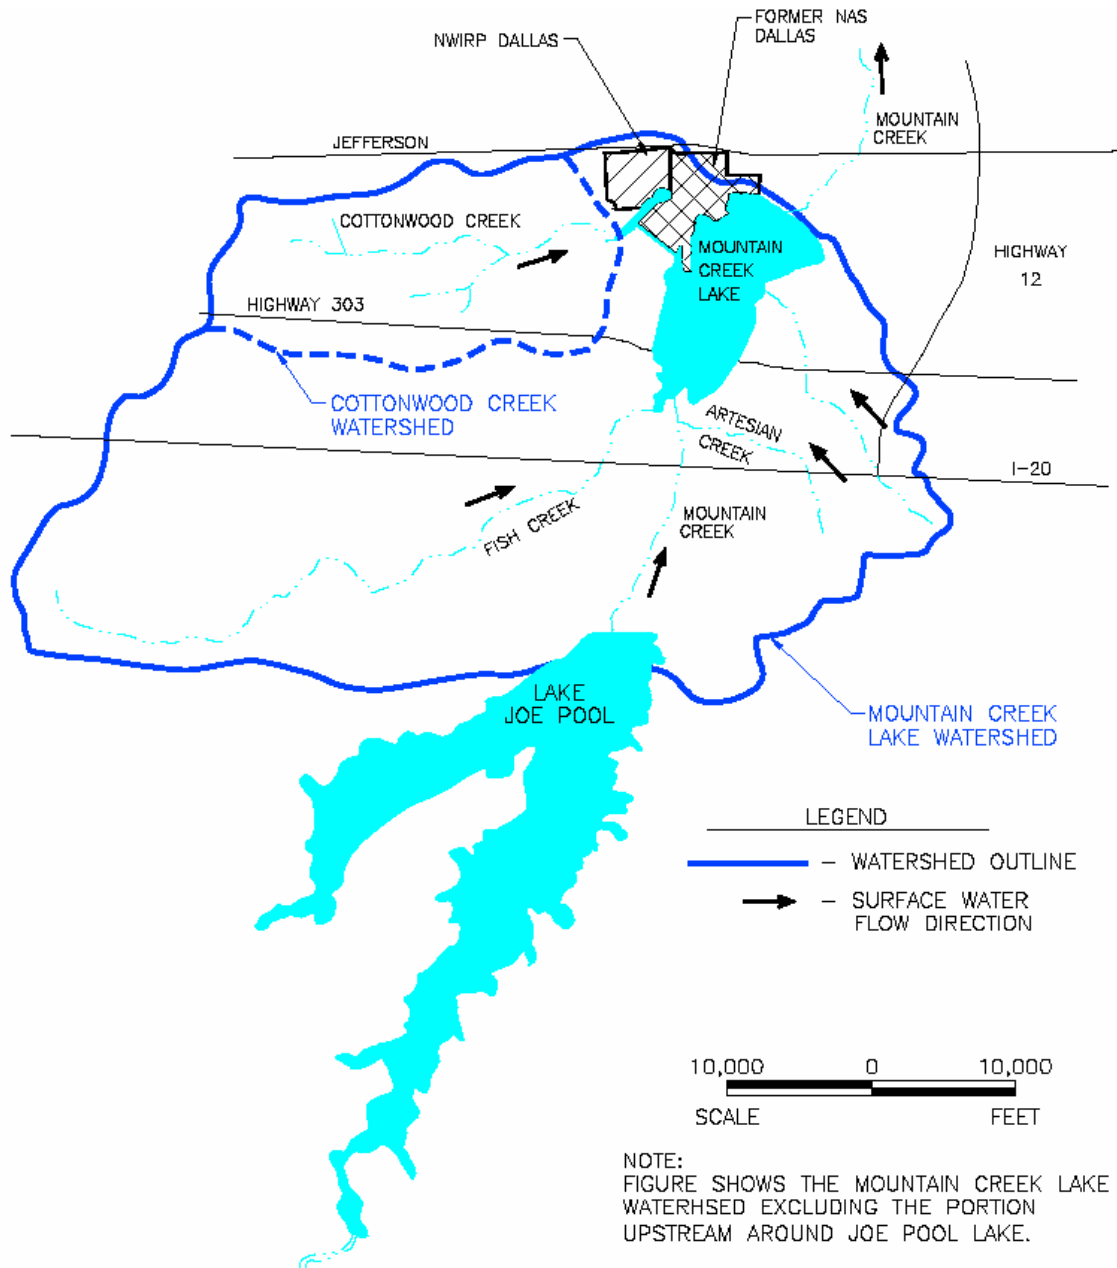 FORMER NAS
DALLAS
NWIRP DALLAS
MOUNTAIN
CREEK
JEFFERSON
COTTONWOOD CREEK
MOUNTAIN
CREEK
LAKE
HIGHWAY
12
HIGHWAY 303
COTTONWOOD CREEK
WATERSHED
ARTESIAN
CREEK
I-20
FISH CREEK
MOUNTAIN
CREEK
LAKE
JOE POOL
MOUNTAIN CREEK
LAKE WATERSHED
LEGEND
– WATERSHED OUTLINE
– SURFACE WATER
FLOW DIRECTION
10,000 0 10,000
SCALE FEET
NOTE:
FIGURE SHOWS THE MOUNTAIN CREEK LAKE
WATERHSED EXCLUDING THE PORTION
UPSTREAM AROUND JOE POOL LAKE.